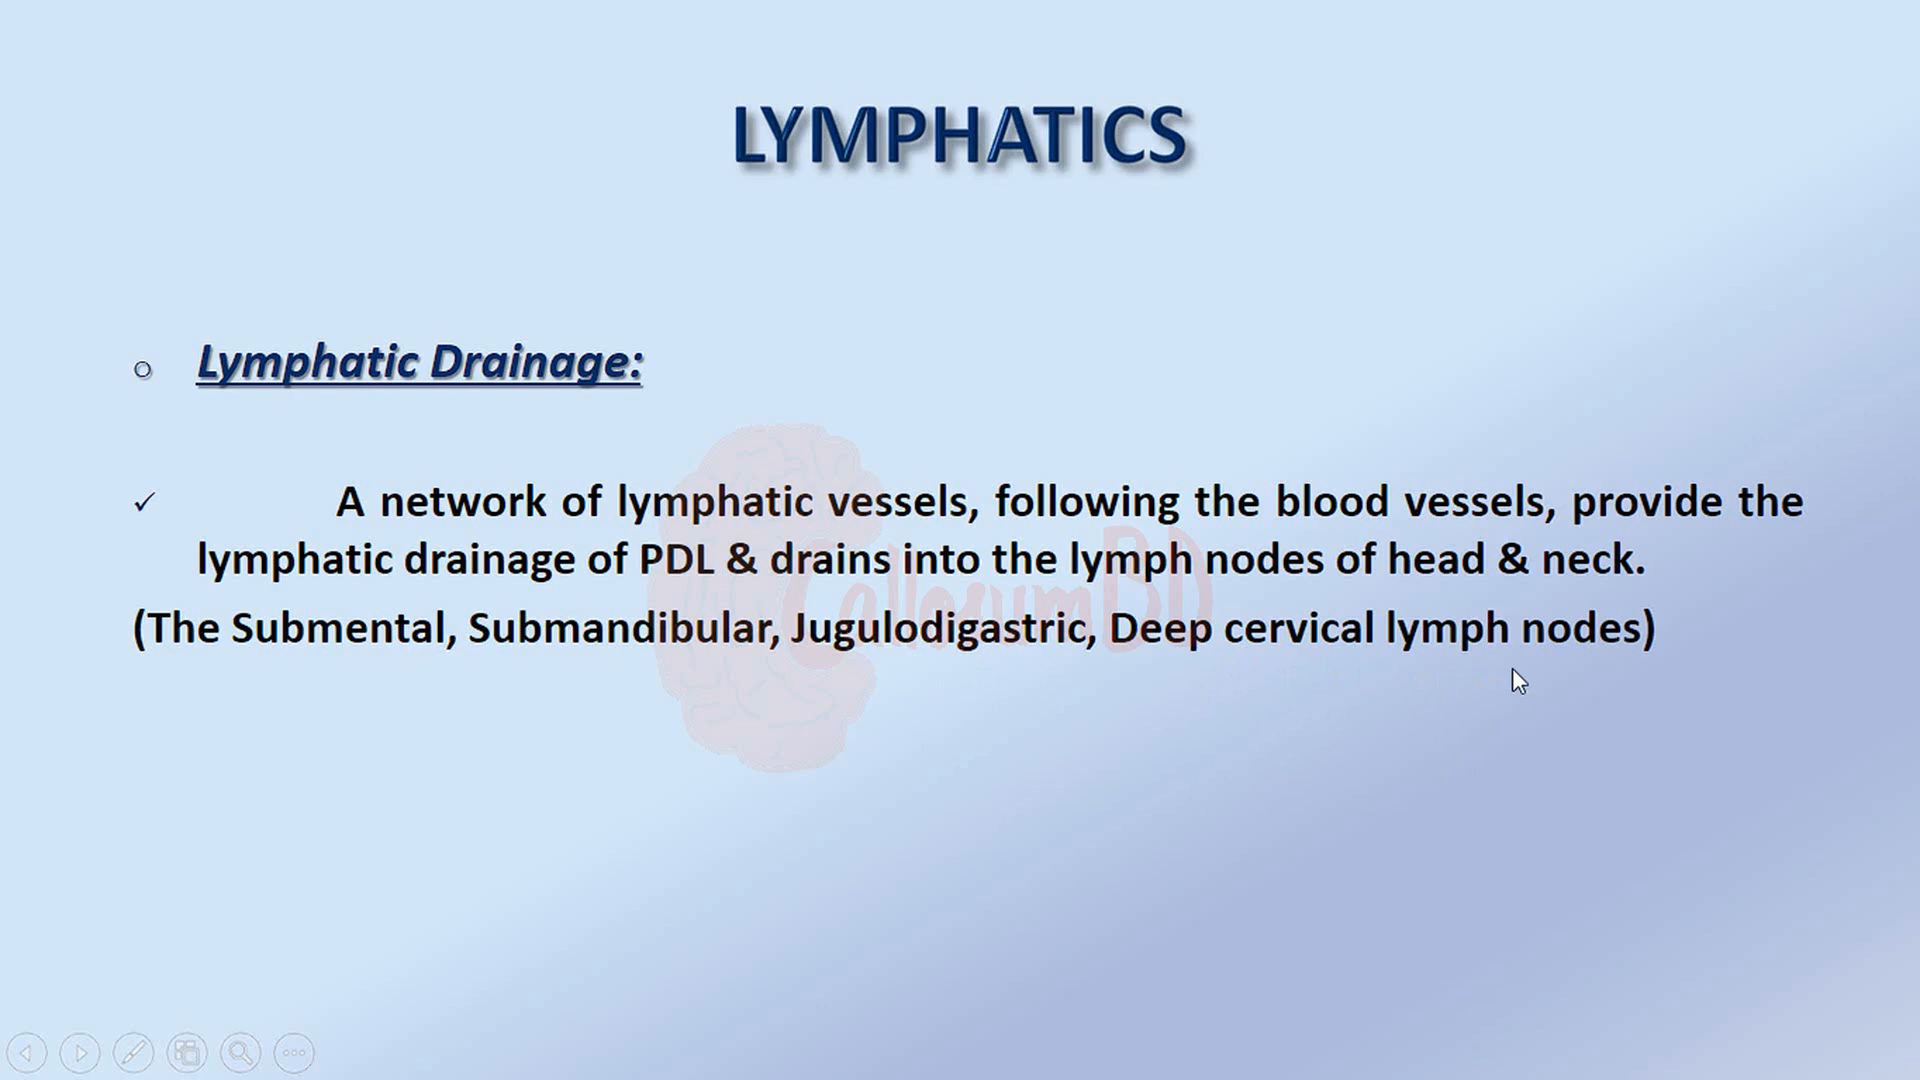 LYMPHATICS
Lymphatic Drainage:
A network of lymphatic vessels, following the blood vessels, provide the
lymphatic drainage of PDL & drains into the lymph nodes of head & neck.
(The Submental, Submandibular, Jugulodigastric, Deep cervical lymph nodes)
CallosumBD